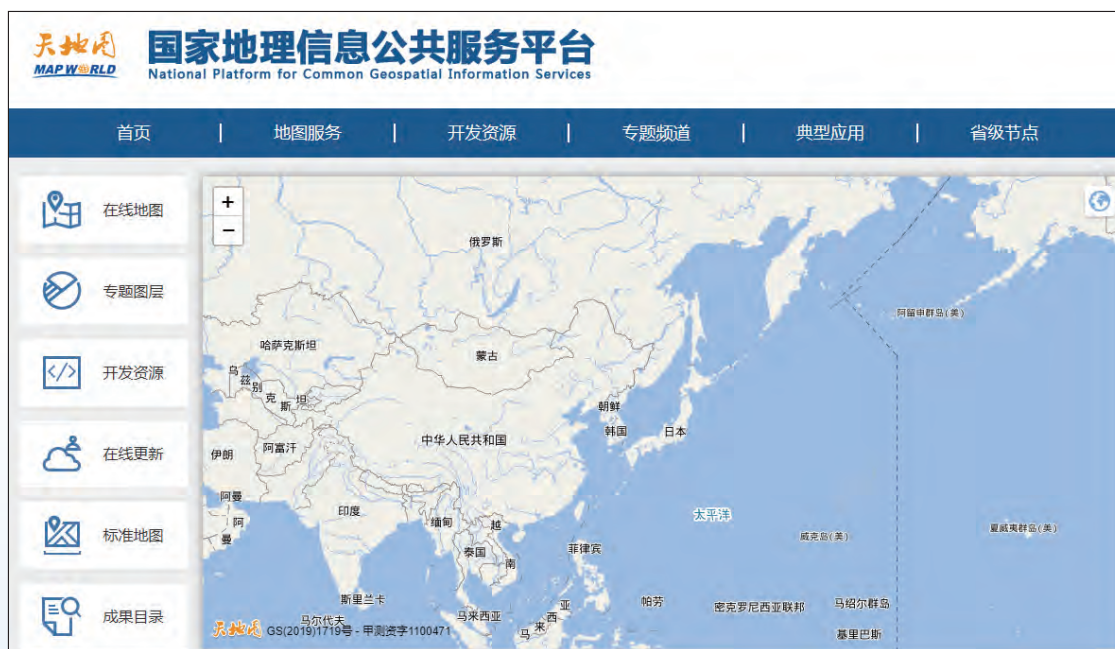 天地图
MAP WORLD
国家地理信息公共服务平台
National Platform for Common Geospatial Information Services
首页 | 地图服务 | 开发资源 | 专题频道 | 典型应用 | 省级节点
在线地图
专题图层
开发资源
在线更新
标准地图
成果目录
+
−
俄罗斯
阿留申群岛(美)
哈萨克斯坦
蒙古
乌兹别克斯坦
朝鲜
韩国
日本
中华人民共和国
伊朗
阿富汗
阿曼
阿曼
印度
缅甸
越南
泰国
菲律宾
太平洋
威克岛(美)
夏威夷群岛(美)
斯里兰卡
马尔代夫
马来西亚
马来西亚
帕劳
密克罗尼西亚联邦
马绍尔群岛
基里巴斯
天地图 GS(2019)1719号 - 甲测资字1100471